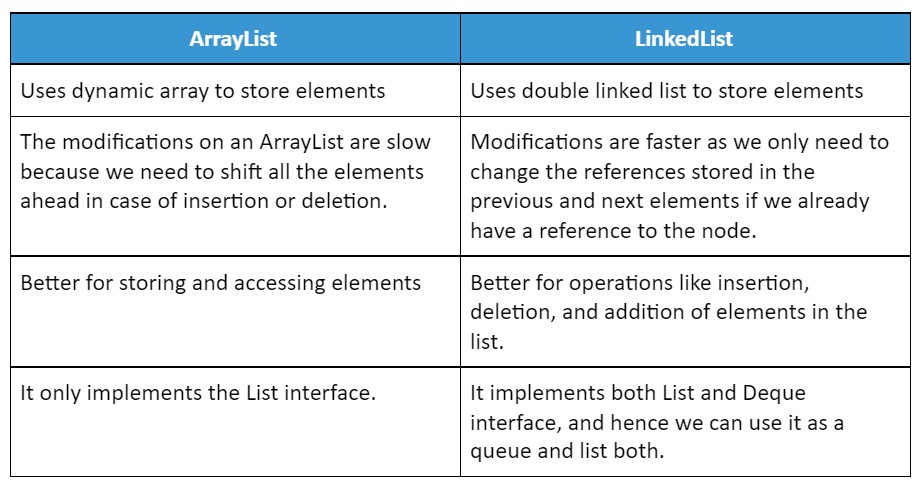 ArrayList
LinkedList
Uses dynamic array to store elements
Uses double linked list to store elements
The modifications on an ArrayList are slow
because we need to shift all the elements
ahead in case of insertion or deletion.
Modifications are faster as we only need to
change the references stored in the
previous and next elements if we already
have a reference to the node.
Better for storing and accessing elements
Better for operations like insertion,
deletion, and addition of elements in the
list.
It only implements the List interface.
It implements both List and Deque
interface, and hence we can use it as a
queue and list both.